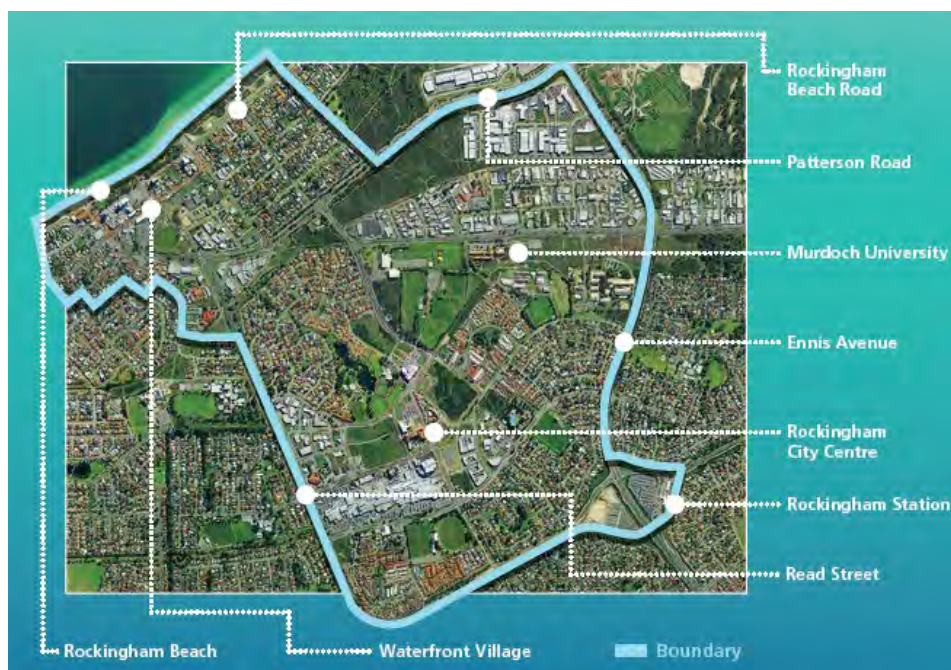 Rockingham
Beach Road
Patterson Road
Murdoch University
Ennis Avenue
Rockingham
City Centre
Rockingham Station
Read Street
Rockingham Beach
Waterfront Village
Boundary